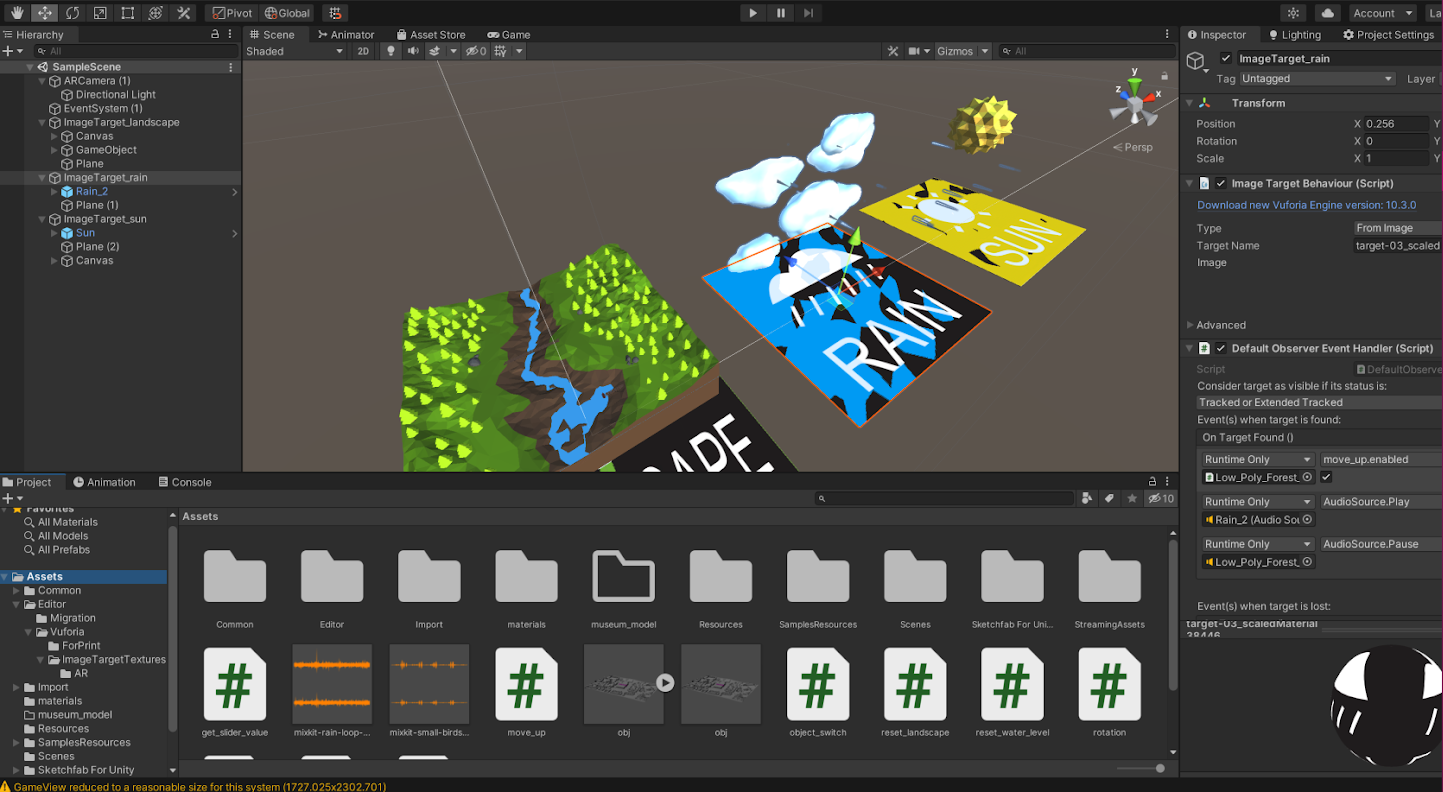 Pivot Global Account La
Hierarchy
All
SampleScene
ARCamera (1)
Directional Light
EventSystem (1)
ImageTarget_landscape
Canvas
GameObject
Plane
ImageTarget_rain
Rain_2
Plane (1)
ImageTarget_sun
Sun
Plane (2)
Canvas
Scene Animator Asset Store Game
Shaded 2D 0 Gizmos All
y
z
x
Persp
SUN
RAIN
Inspector Lighting Project Settings
ImageTarget_rain
Tag Untagged Layer
Transform
Position X 0.256 Y
Rotation X 0 Y
Scale X 1 Y
Image Target Behaviour (Script)
Download new Vuforia Engine version: 10.3.0
Type From Image
Target Name target-03_scaled
Image
Advanced
# Default Observer Event Handler (Script)
Script DefaultObserve
Consider target as visible if its status is:
Tracked or Extended Tracked
Event(s) when target is found:
On Target Found ()
Runtime Only move_up.enabled
Low_Poly_Forest_
Runtime Only AudioSource.Play
Rain_2 (Audio Sou
Runtime Only AudioSource.Pause
Low_Poly_Forest_
Event(s) when target is lost:
target-03_scaledMaterial
38446
Project Animation Console
10
Favorites
All Materials
All Models
All Prefabs
Assets
Common
Editor
Migration
Vuforia
ForPrint
ImageTargetTextures
AR
Import
materials
museum_model
Resources
SamplesResources
Scenes
Sketchfab For Unity
Assets
Common Editor Import materials museum_model Resources SamplesResources Scenes Sketchfab For Uni... StreamingAssets
# # # # # #
get_slider_value mixkit-rain-loop-... mixkit-small-birds... move_up obj obj object_switch reset_landscape reset_water_level rotation
GameView reduced to a reasonable size for this system (1727.025x2302.701)